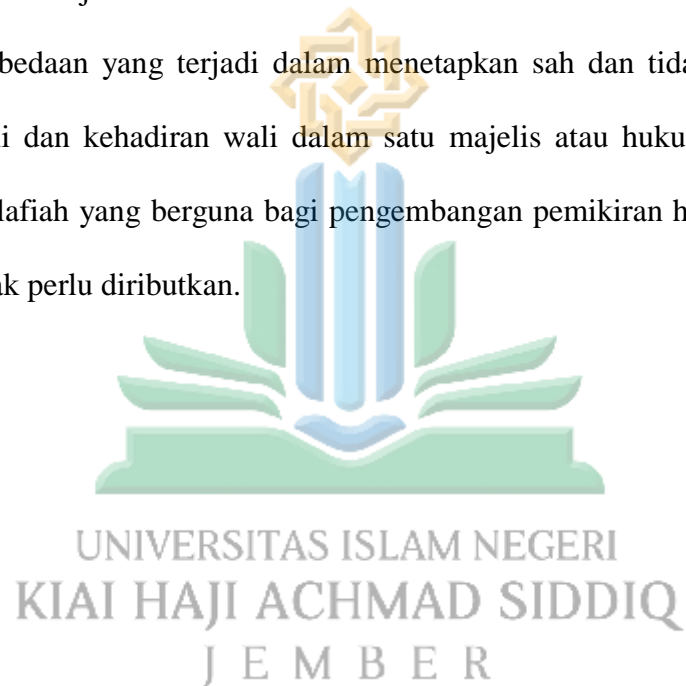 bedaan yang terjadi dalam menetapkan sah dan tida
i dan kehadiran wali dalam satu majelis atau huku
lafiah yang berguna bagi pengembangan pemikiran h
ak perlu diributkan.
UNIVERSITAS ISLAM NEGERI
KIAI HAJI ACHMAD SIDDIQ
JEMBER